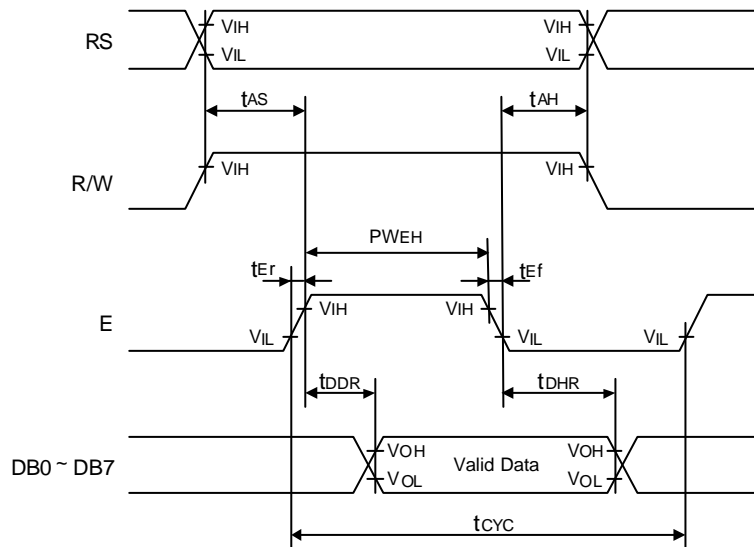 RS
VIH
VIL
VIH
VIL
tAS
tAH
R/W
VIH
VIH
PWEH
tEr
tEf
E
VIH
VIH
VIL
VIL
VIL
tDDR
tDHR
DB0 ~ DB7
VOH
VOL
Valid Data
VOH
VOL
tCYC